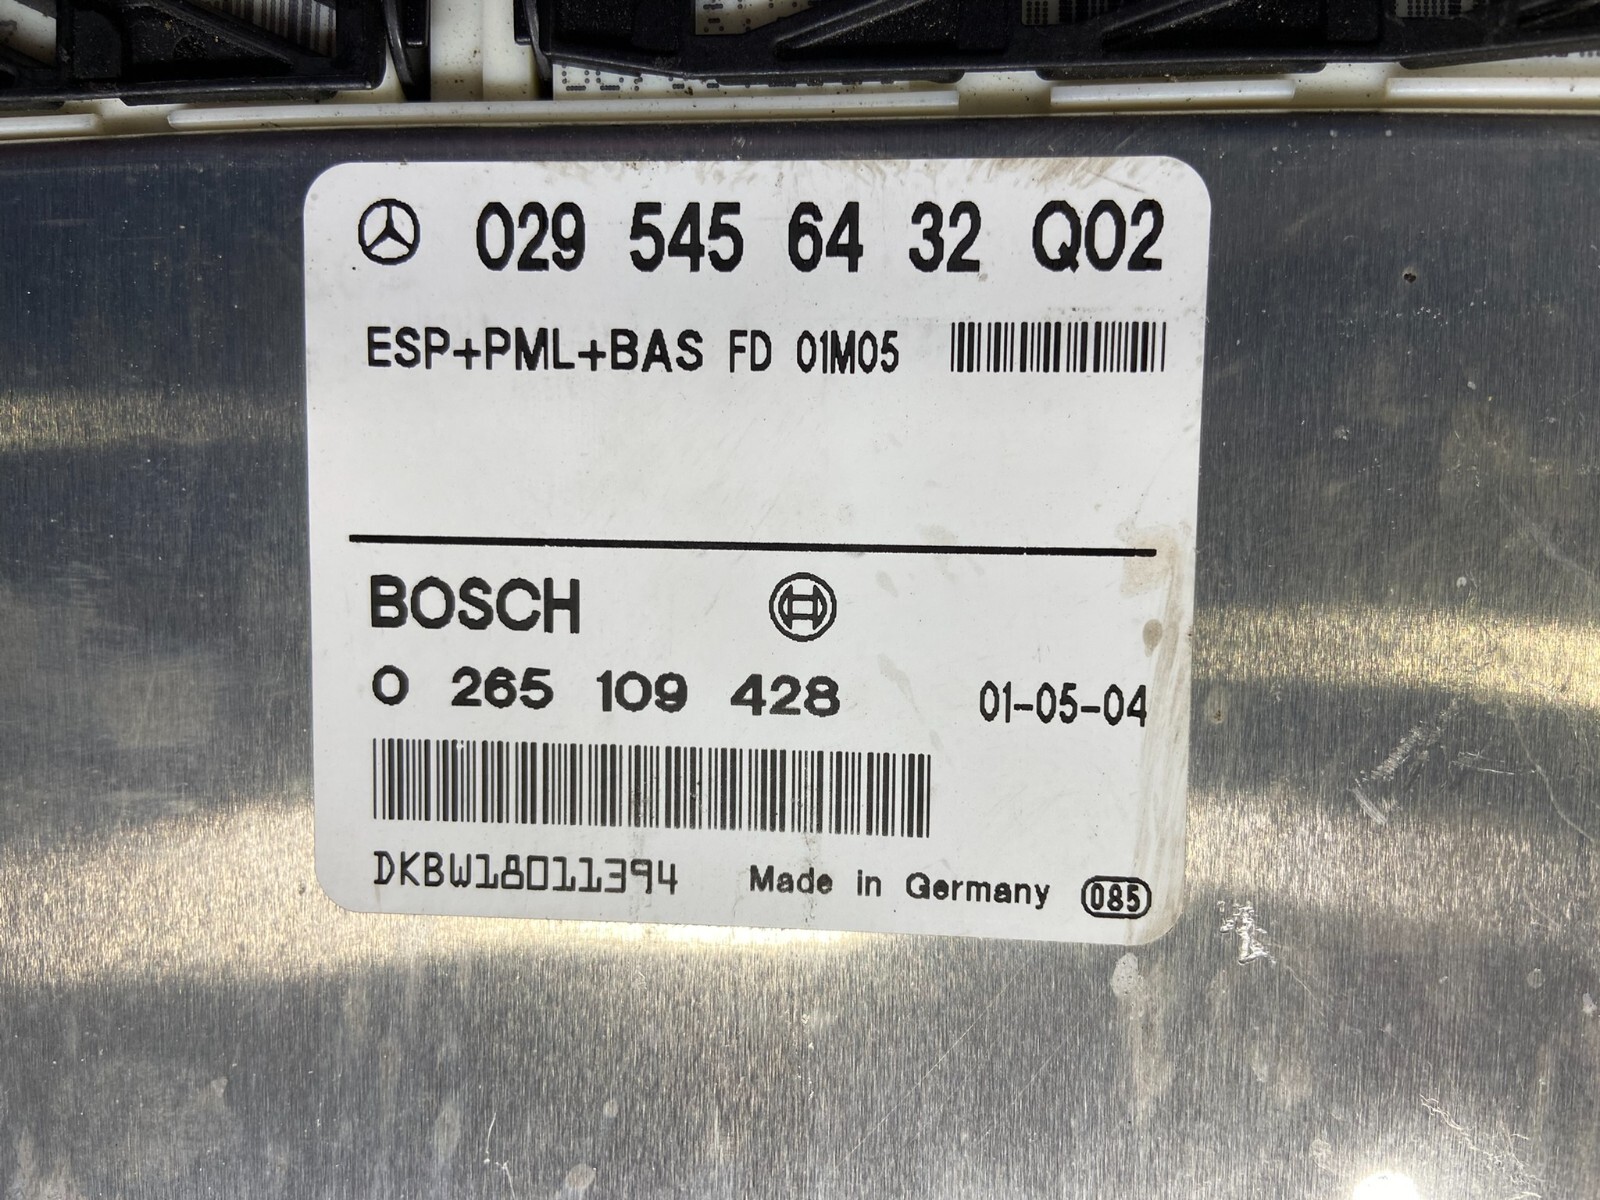 029 545 64 32 Q02
ESP+PML+BAS FD 01M05
BOSCH
0 265 109 428 01-05-04
DKBW18011394 Made in Germany 085